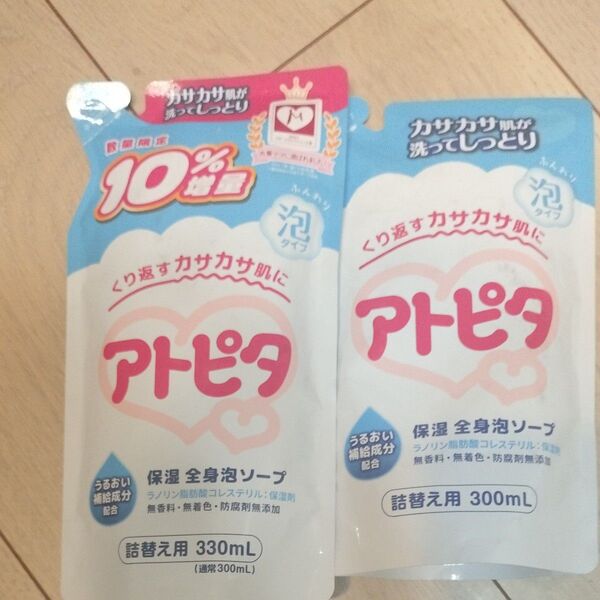 カサカサ肌が
洗ってしっとり
数量限定
10%増量
ふんわり
泡
タイプ
くり返すカサカサ肌に
アトピタ
うるおい
補給成分
配合
保湿 全身泡ソープ
ラノリン脂肪酸コレステリル:保湿剤
無香料・無着色・防腐剤無添加
詰替え用 330mL
(通常300mL)
カサカサ肌が
洗ってしっとり
ふんわり
泡
タイプ
くり返すカサカサ肌に
アトピタ
うるおい
補給成分
配合
保湿 全身泡ソープ
ラノリン脂肪酸コレステリル:保湿剤
無香料・無着色・防腐剤無添加
詰替え用 300mL